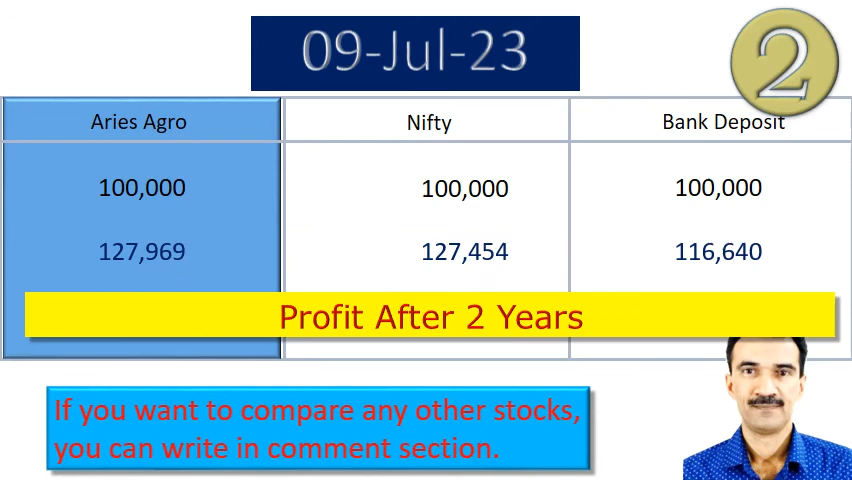 09-Jul-23
2
Aries Agro
Nifty
Bank Deposit
100,000
100,000
100,000
127,969
127,454
116,640
Profit After 2 Years
If you want to compare any other stocks,
you can write in comment section.